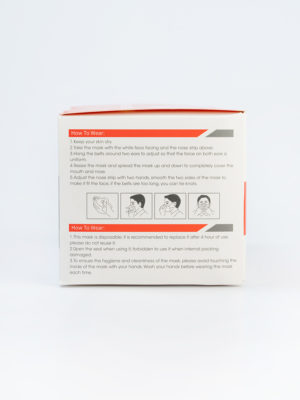 How To Wear:
1.Keep your skin dry.
2.Take the mask with the white face facing and the nose strip above.
3.Hang the belts around two ears to adjust so that the force on both ears is
uniform.
4.Raise the mask and spread the mask up and down to completely cover the
mouth and nose.
5.Adjust the nose strip with two hands, smooth the two sides of the mask to
make it fit the face, if the belts are too long, you can tie knots.
How To Wear:
1.This mask is disposable. It is recommended to replace it after 4 hour of use,
please do not reuse it.
2.Open the seal when using it, forbidden to use it when internal packing
damaged.
3.To ensure the hygiene and cleanliness of the mask, please avoid touching the
inside of the mask with your hands. Wash your hands before wearing the mask
each time.